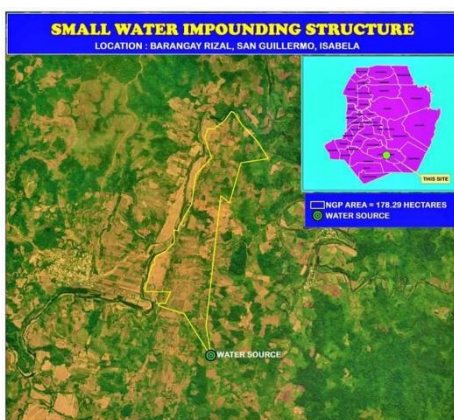 SMALL WATER IMPOUNDING STRUCTURE
LOCATION : BARANGAY RIZAL, SAN GUILLERMO, ISABELA
THIS SITE
NGP AREA = 178.29 HECTARES
WATER SOURCE
WATER SOURCE